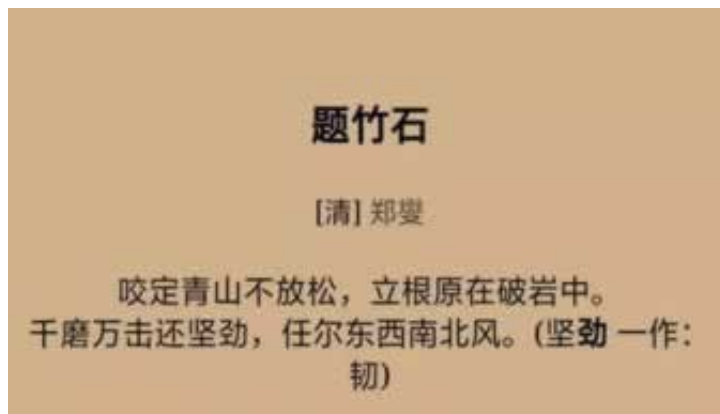 题竹石
[清] 郑燮
咬定青山不放松，立根原在破岩中。
千磨万击还坚劲，任尔东西南北风。(坚劲 一作：
韧)